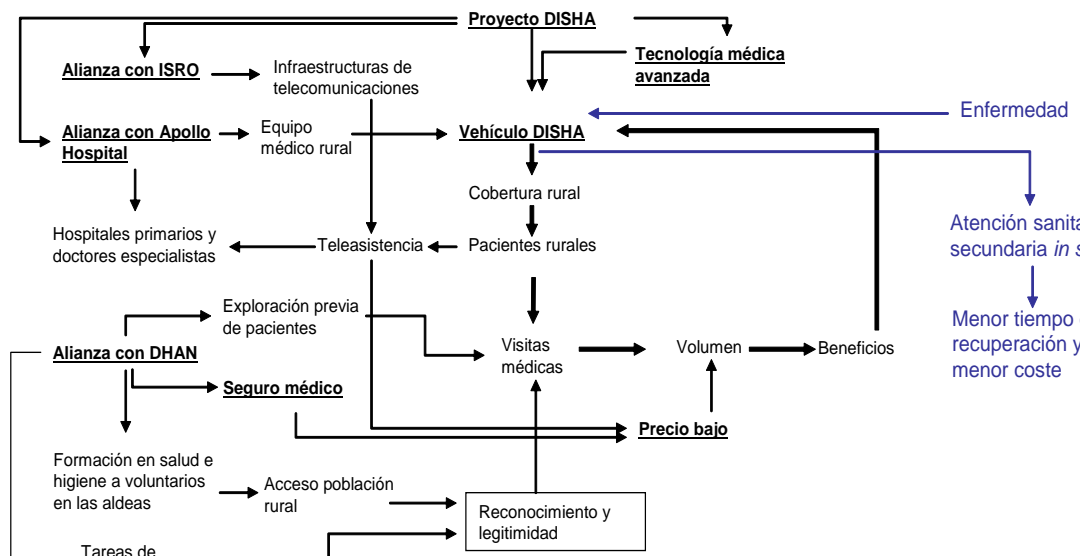 Proyecto DISHA
Tecnología médica
avanzada
Alianza con ISRO
Infraestructuras de
telecomunicaciones
Enfermedad
Alianza con Apollo
Hospital
Equipo
médico rural
Vehículo DISHA
Cobertura rural
Hospitales primarios y
doctores especialistas
Teleasistencia
Pacientes rurales
Atención
secundaria in
Exploración previa
de pacientes
Alianza con DHAN
Visitas
médicas
Volumen
Beneficios
Menor tiempo
recuperación y
menor coste
Seguro médico
Precio bajo
Formación en salud e
higiene a voluntarios
en las aldeas
Acceso población
rural
Reconocimiento y
legitimidad
Tareas de